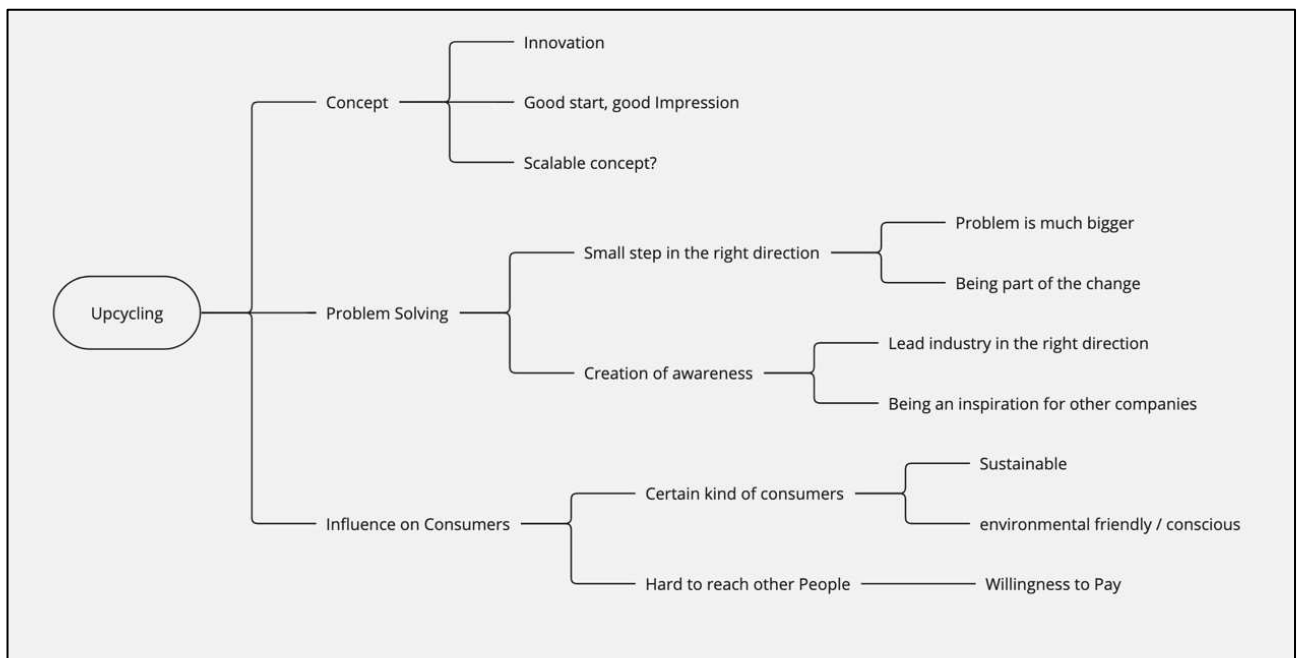 Upcycling
Concept
Innovation
Good start, good Impression
Scalable concept?
Problem Solving
Small step in the right direction
Problem is much bigger
Being part of the change
Creation of awareness
Lead industry in the right direction
Being an inspiration for other companies
Influence on Consumers
Certain kind of consumers
Sustainable
environmental friendly / conscious
Hard to reach other People
Willingness to Pay